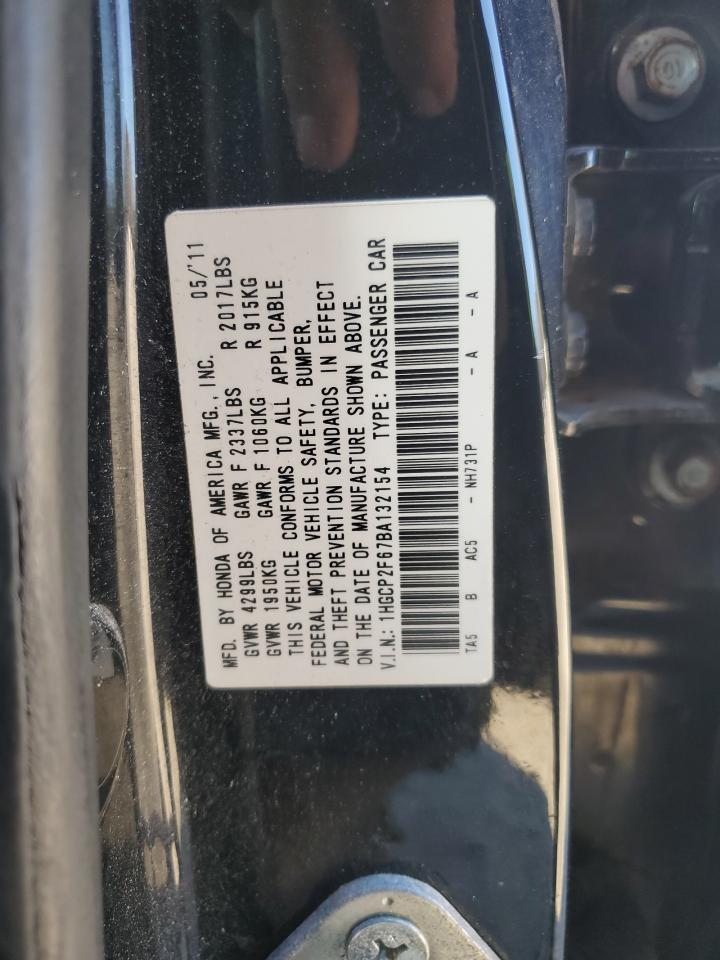 MFD. BY HONDA OF AMERICA MFG., INC. 05/'11
GVWR 4299LBS GAWR F 2337LBS R 2017LBS
GVWR 1950KG GAWR F 1060KG R 915KG
THIS VEHICLE CONFORMS TO ALL APPLICABLE
FEDERAL MOTOR VEHICLE SAFETY, BUMPER,
AND THEFT PREVENTION STANDARDS IN EFFECT
ON THE DATE OF MANUFACTURE SHOWN ABOVE.
V.I.N.: 1HGCP2F67BA132154 TYPE: PASSENGER CAR
TA5 B AC5 - NH731P - A - A